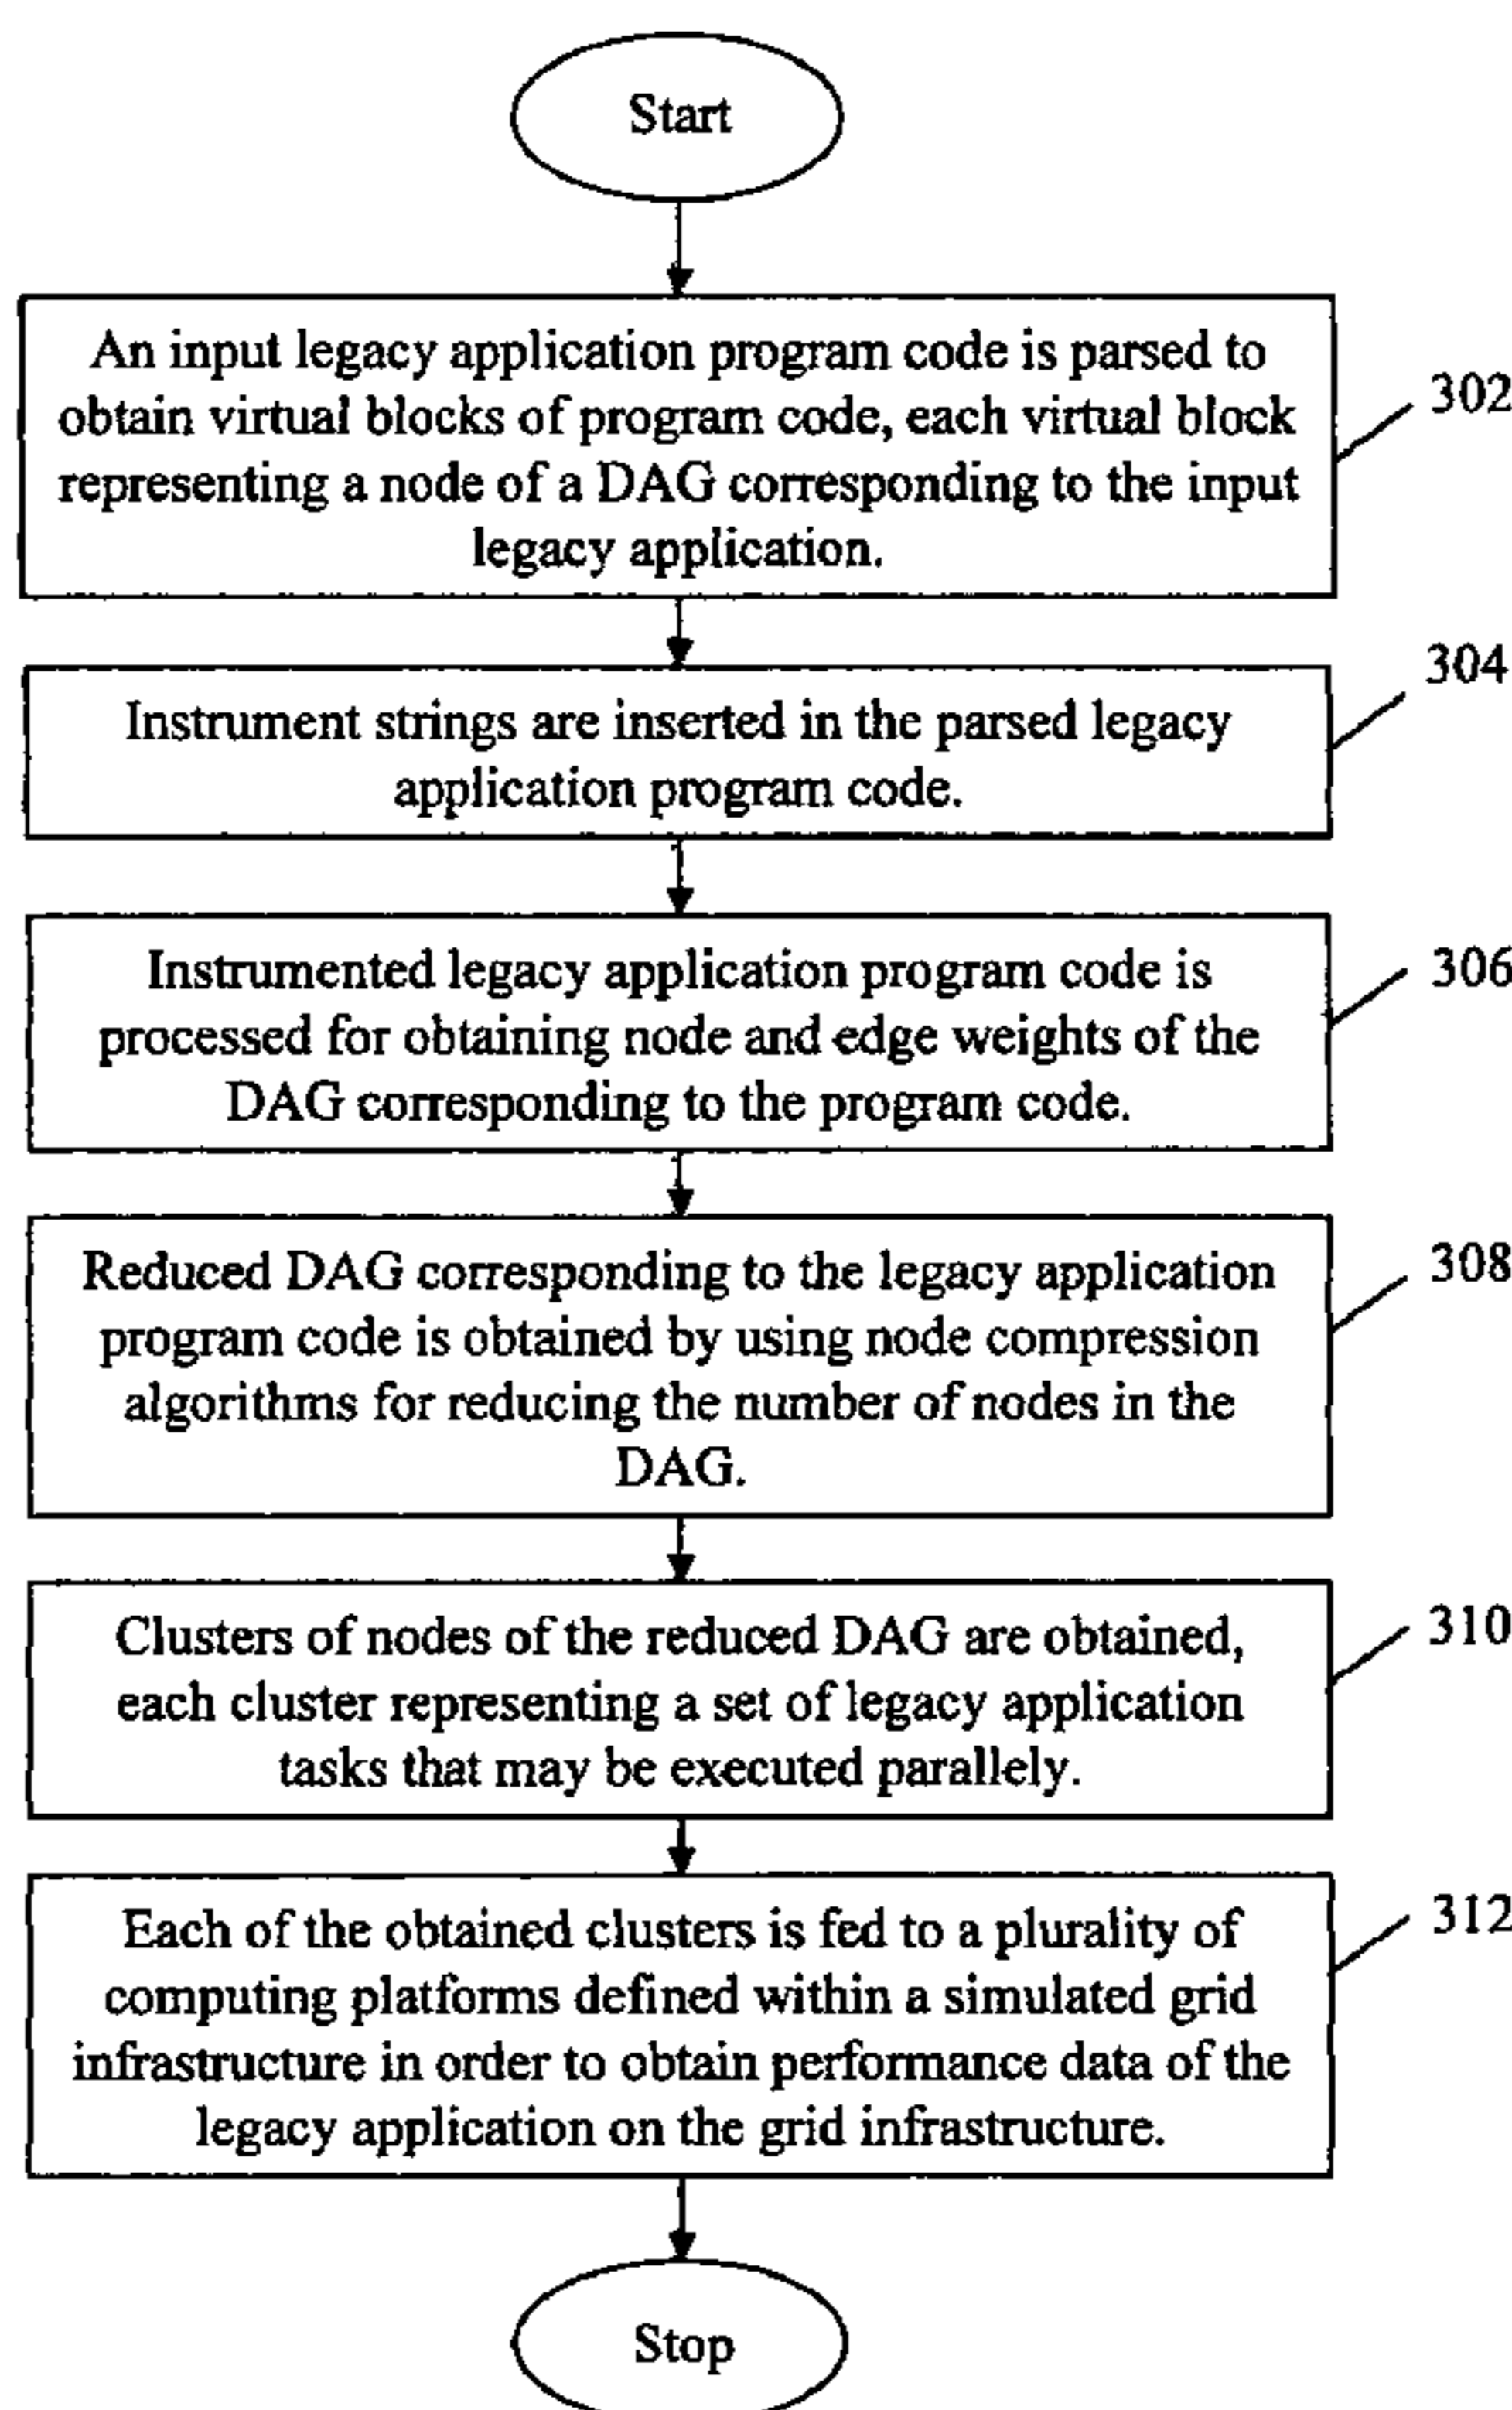 Start
An input legacy application program code is parsed to
obtain virtual blocks of program code, each virtual block
representing a node of a DAG corresponding to the input
legacy application.
302
Instrument strings are inserted in the parsed legacy
application program code.
304
Instrumented legacy application program code is
processed for obtaining node and edge weights of the
DAG corresponding to the program code.
306
Reduced DAG corresponding to the legacy application
program code is obtained by using node compression
algorithms for reducing the number of nodes in the
DAG.
308
Clusters of nodes of the reduced DAG are obtained,
each cluster representing a set of legacy application
tasks that may be executed parallely.
310
Each of the obtained clusters is fed to a plurality of
computing platforms defined within a simulated grid
infrastructure in order to obtain performance data of the
legacy application on the grid infrastructure.
312
Stop